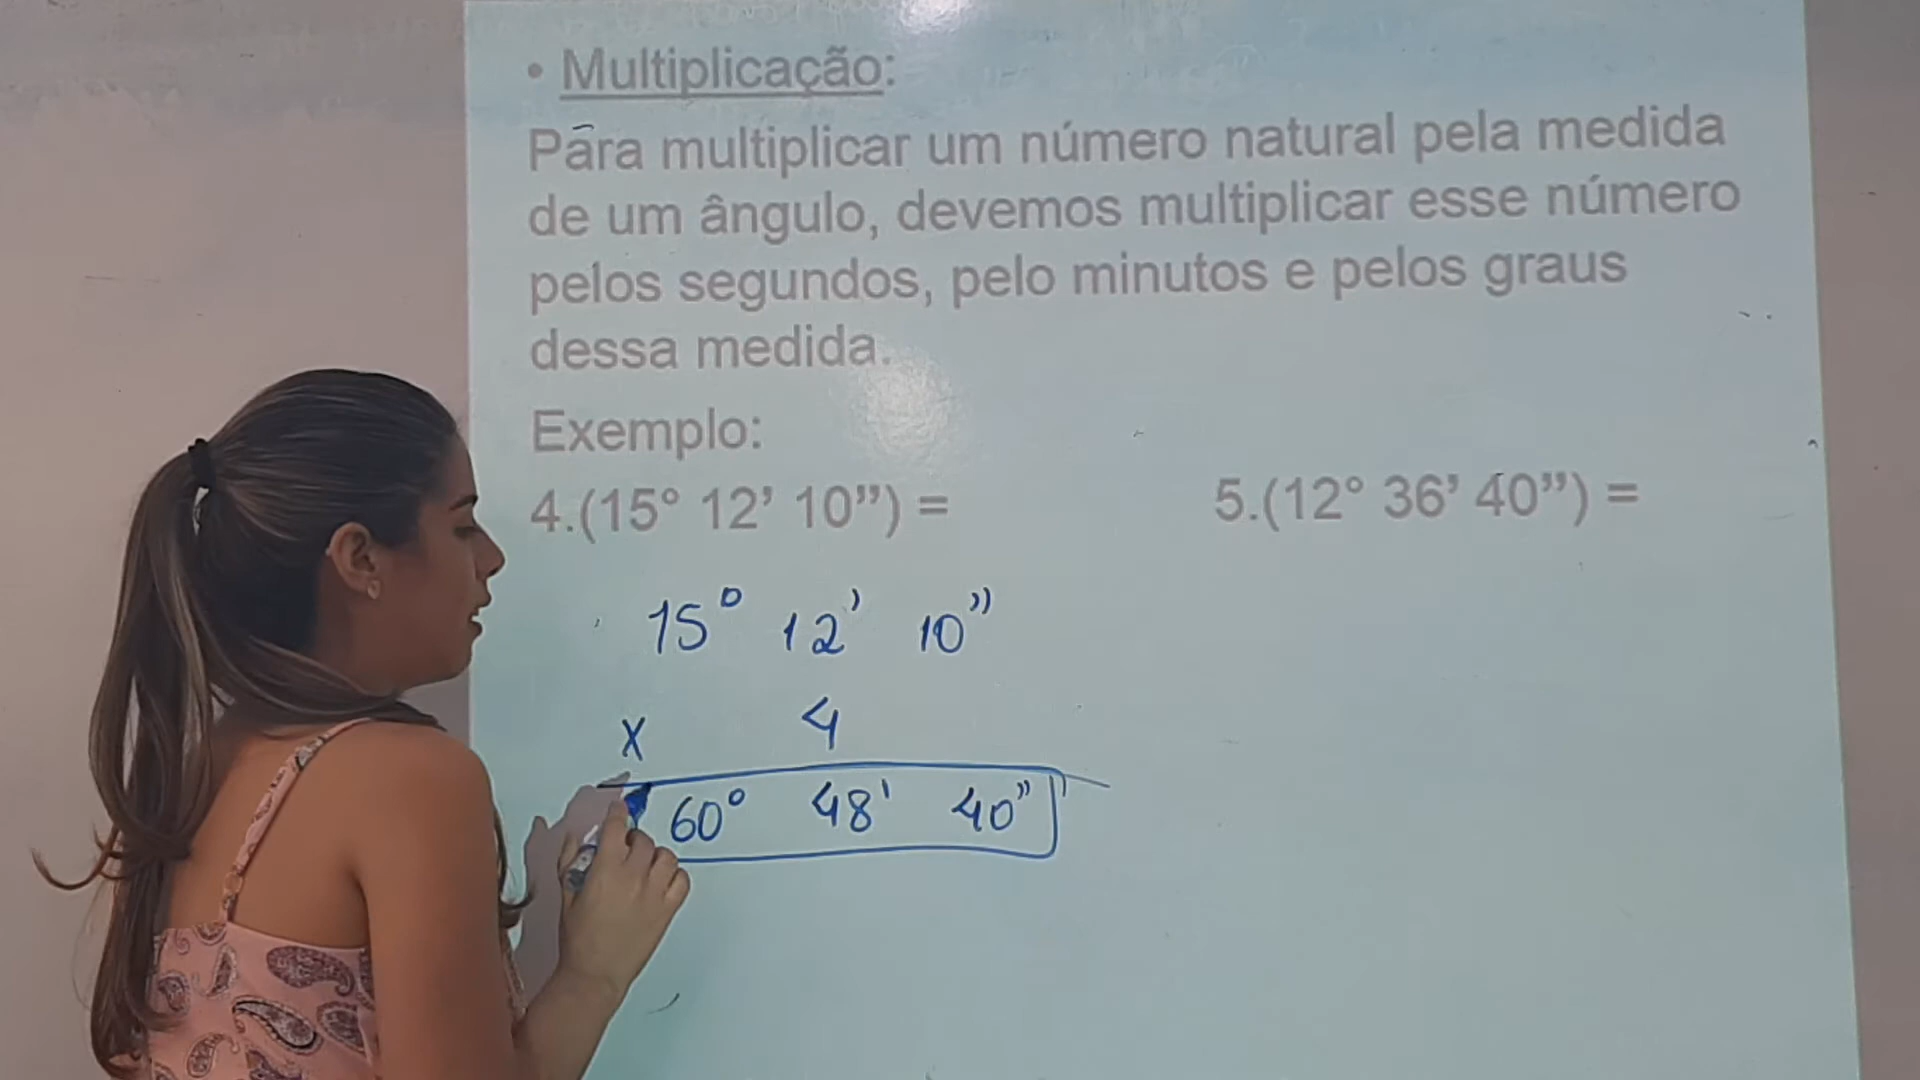 • Multiplicação:
Para multiplicar um número natural pela medida
de um ângulo, devemos multiplicar esse número
pelos segundos, pelo minutos e pelos graus
dessa medida.
Exemplo:
4.(15° 12’ 10”) =
5.(12° 36’ 40”) =
15° 12’ 10”
x 4
60° 48' 40”